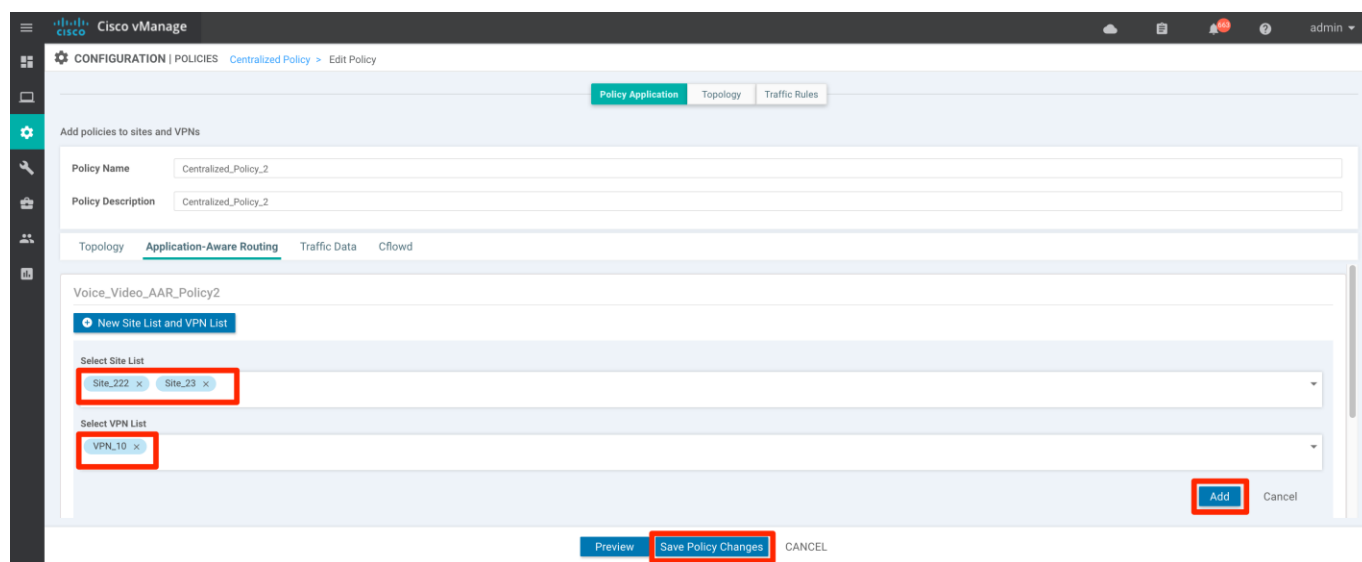 CISCO Cisco vManage 663 admin
CONFIGURATION | POLICIES Centralized Policy > Edit Policy
Policy Application Topology Traffic Rules
Add policies to sites and VPNs
Policy Name Centralized_Policy_2
Policy Description Centralized_Policy_2
Topology Application-Aware Routing Traffic Data Cflowd
Voice_Video_AAR_Policy2
New Site List and VPN List
Select Site List
Site_222 × Site_23 ×
Select VPN List
VPN_10 ×
Add Cancel
Preview Save Policy Changes CANCEL